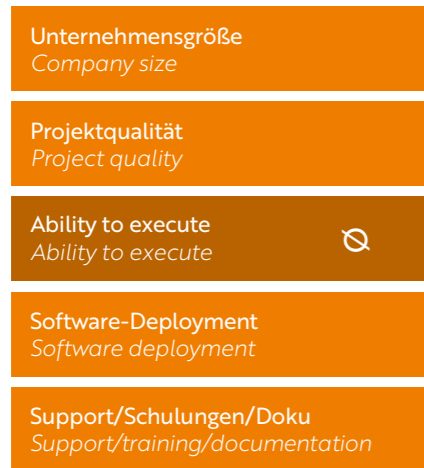 Unternehmensgröße
Company size
Projektqualität
Project quality
Ability to execute
Ability to execute
Software-Deployment
Software deployment
Support/Schulungen/Doku
Support/training/documentation